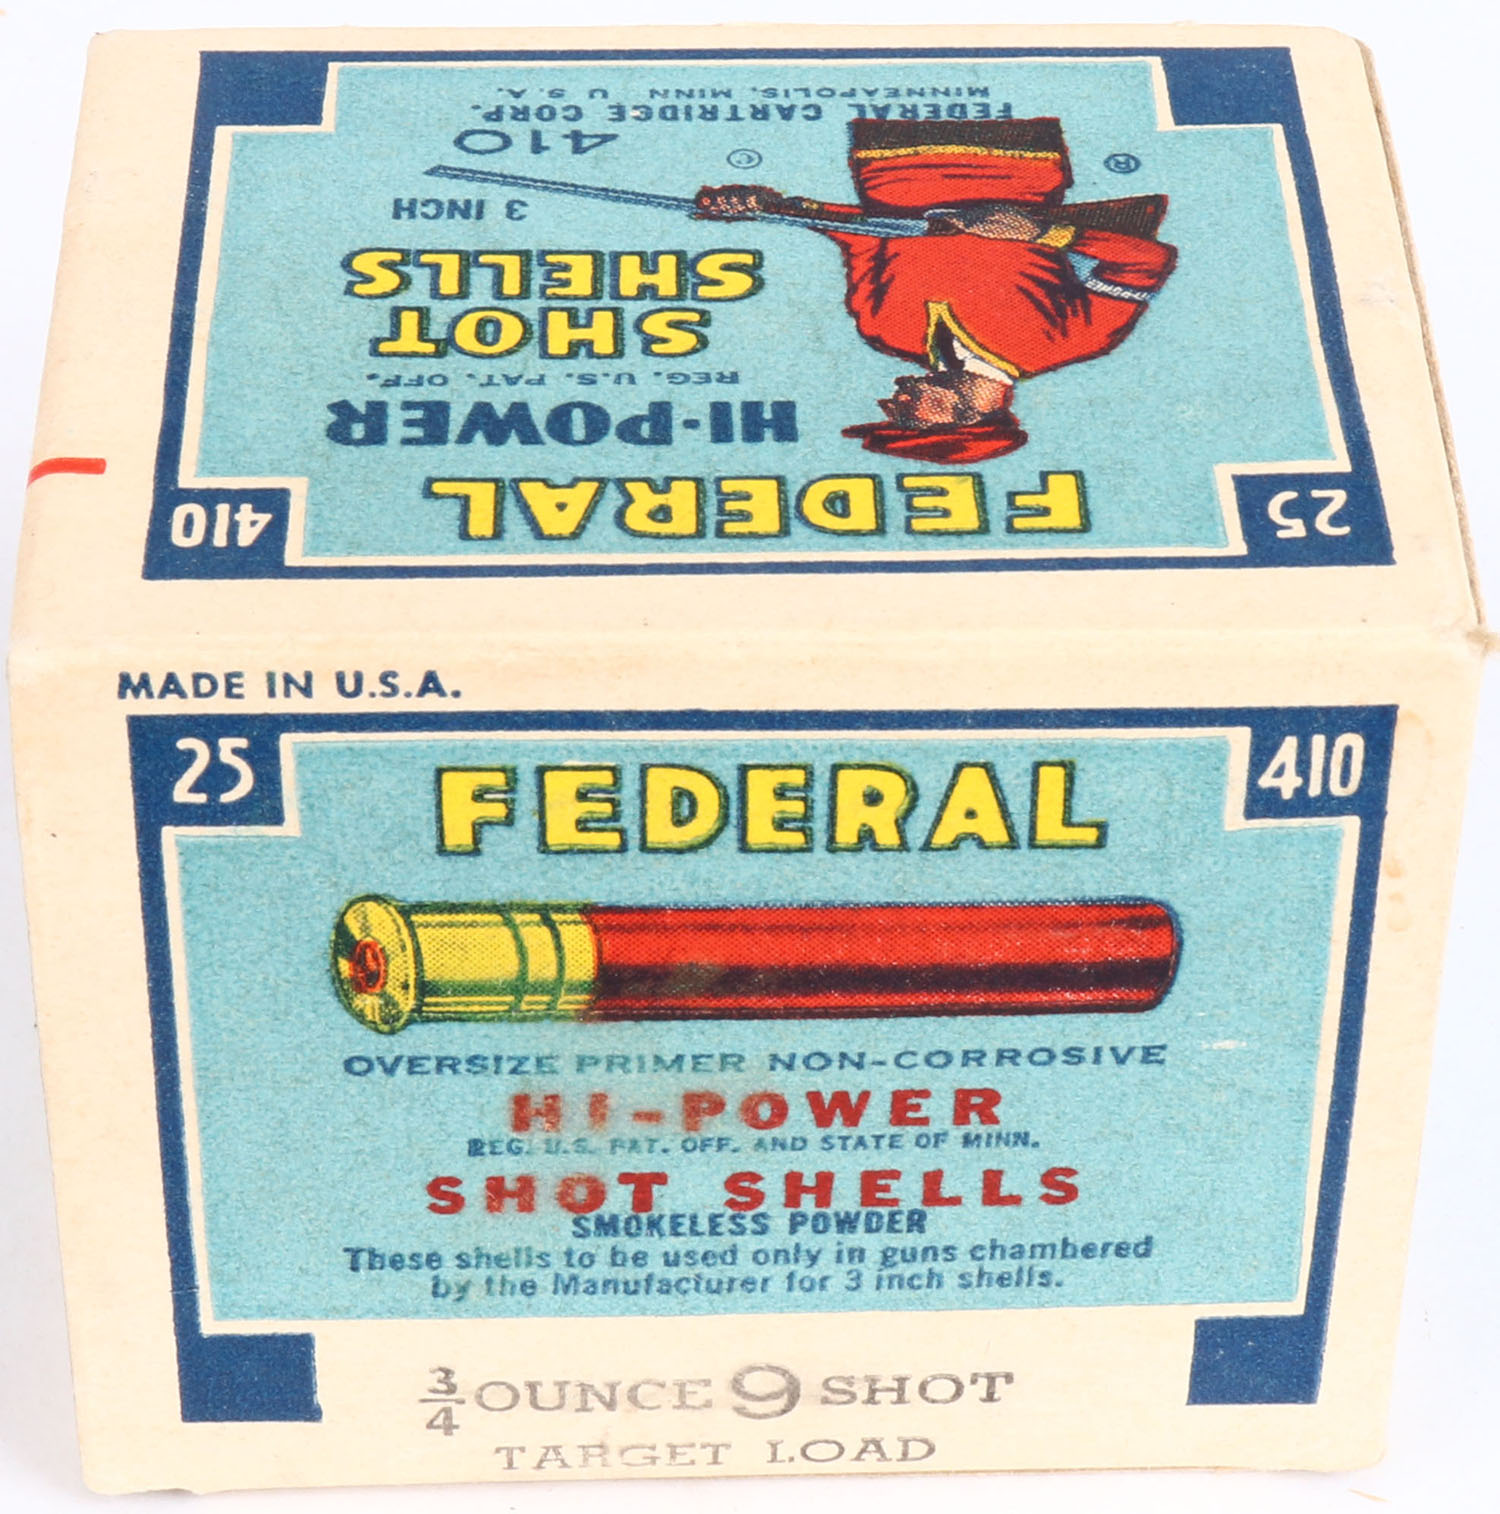 FEDERAL CARTRIDGE CORP.
MINNEAPOLIS, MINN U.S.A.
410
© ®
3 INCH
SHOT
SHELLS
REG. U.S. PAT. OFF.
HI-POWER
FEDERAL
25 410
MADE IN U.S.A.
25 410
FEDERAL
OVERSIZE PRIMER NON-CORROSIVE
HI-POWER
REG. U.S. PAT. OFF. AND STATE OF MINN.
SHOT SHELLS
SMOKELESS POWDER
These shells to be used only in guns chambered
by the Manufacturer for 3 inch shells.
3/4 OUNCE 9 SHOT
TARGET LOAD